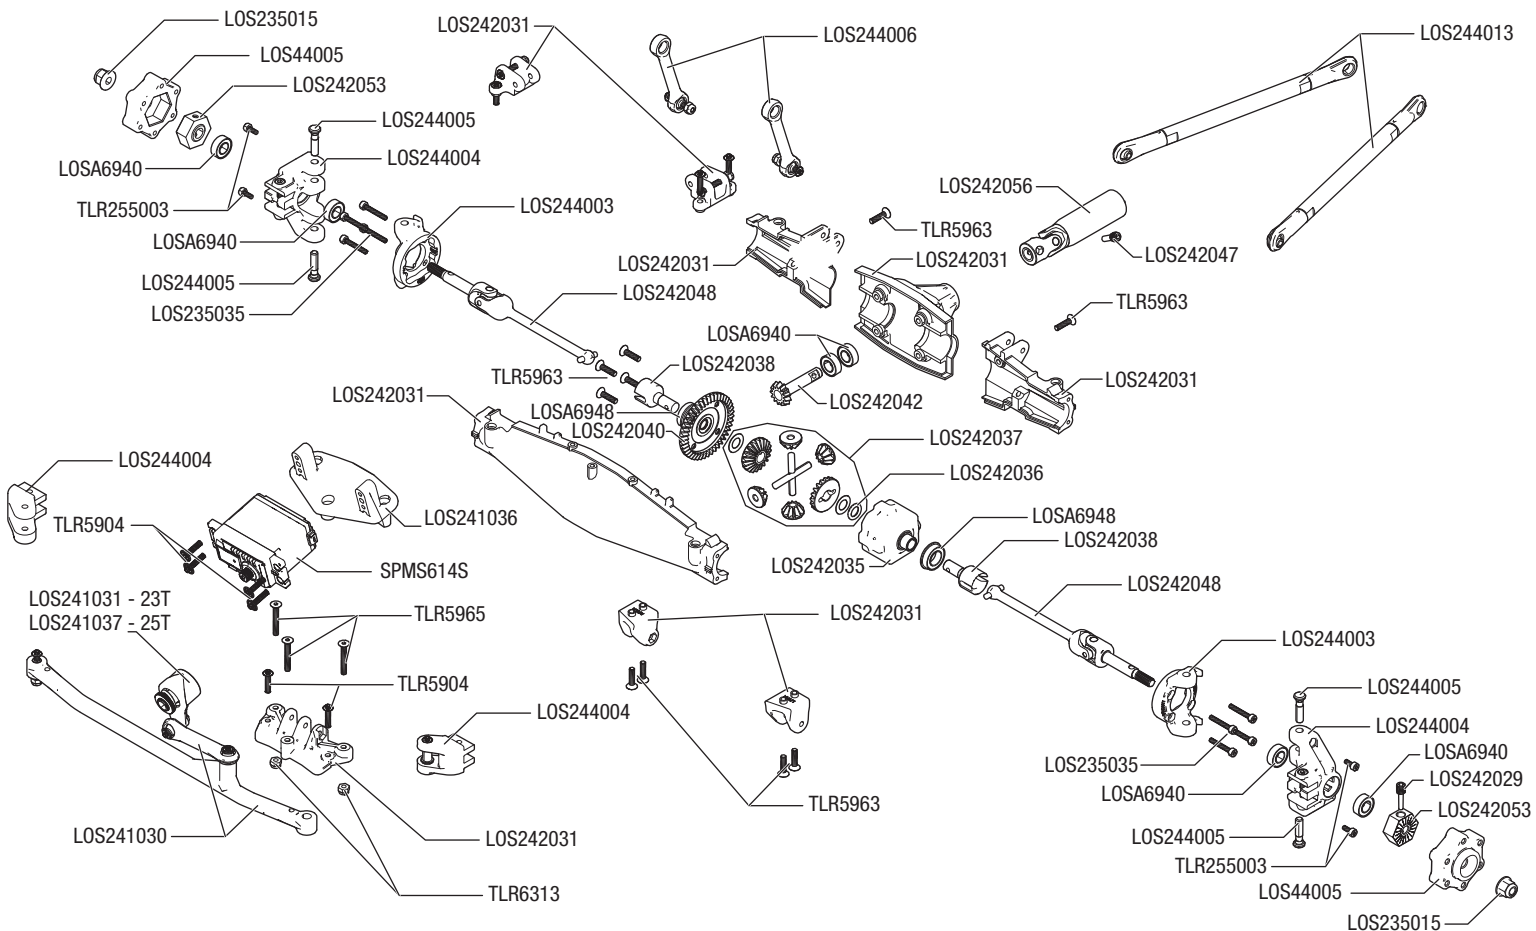 LOS235015
LOS44005
LOS242053
LOS244005
LOS244004
LOSA6940
TLR255003
LOSA6940
LOS244005
LOS235035
LOS242031
LOS244006
LOS244013
LOS244003
LOS242048
LOS242056
LOS242047
TLR5963
LOS242031
LOS242031
TLR5963
LOSA6940
LOS242038
TLR5963
LOS242031
LOS242031
LOS242042
LOSA6948
LOS242040
LOS242037
LOS242036
LOS244004
TLR5904
LOS241036
SPMS614S
LOSA6948
LOS242038
LOS242035
LOS242048
LOS241031 - 23T
LOS241037 - 25T
TLR5965
LOS242031
LOS244003
TLR5904
LOS244004
LOS244005
LOS244004
LOSA6940
LOS242029
LOS242053
LOS235035
LOSA6940
TLR5963
LOS241030
LOS242031
LOS244005
TLR255003
LOS44005
TLR6313
LOS235015